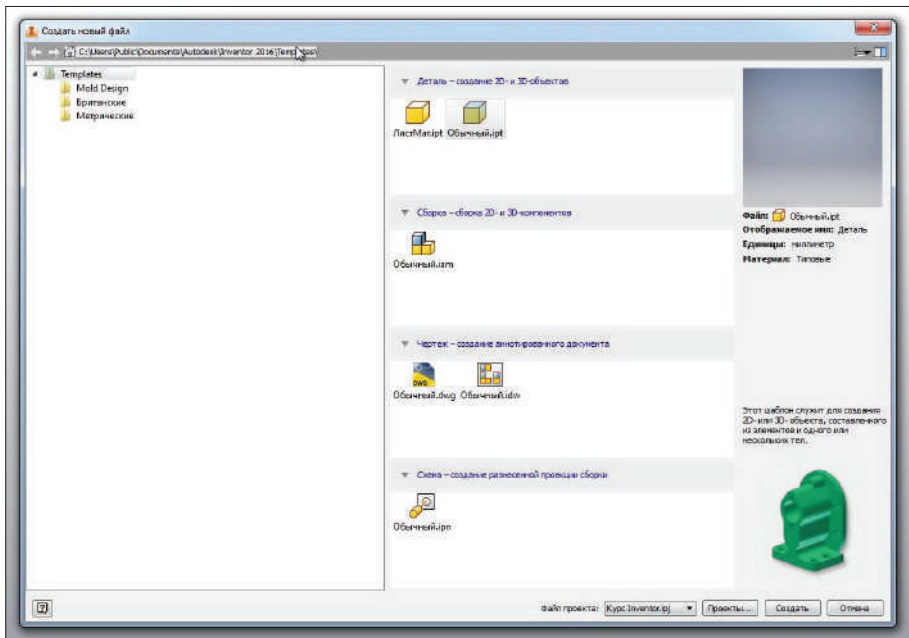 Создать новый файл
C:\Users\Public\Documents\Autodesk\Inventor 2016\Templates\
Templates
Mold Design
Британские
Метрические
Деталь – создание 2D- и 3D-объектов
ЛистМат.ipt Обычный.ipt
Сборка – сборка 2D- и 3D-компонентов
Обычный.iam
Чертеж – создание аннотированного документа
DWG
Обычный.dwg Обычный.idw
Схема – создание разнесенной проекции сборки
Обычный.ipn
Файл: Обычный.ipt
Отображаемое имя: Деталь
Единицы: миллиметр
Материал: Типовые
Этот шаблон служит для создания
2D- или 3D- объекта, составленного
из элементов и одного или
нескольких тел.
Файл проекта: Курс Inventor.ipj Проекты... Создать Отмена